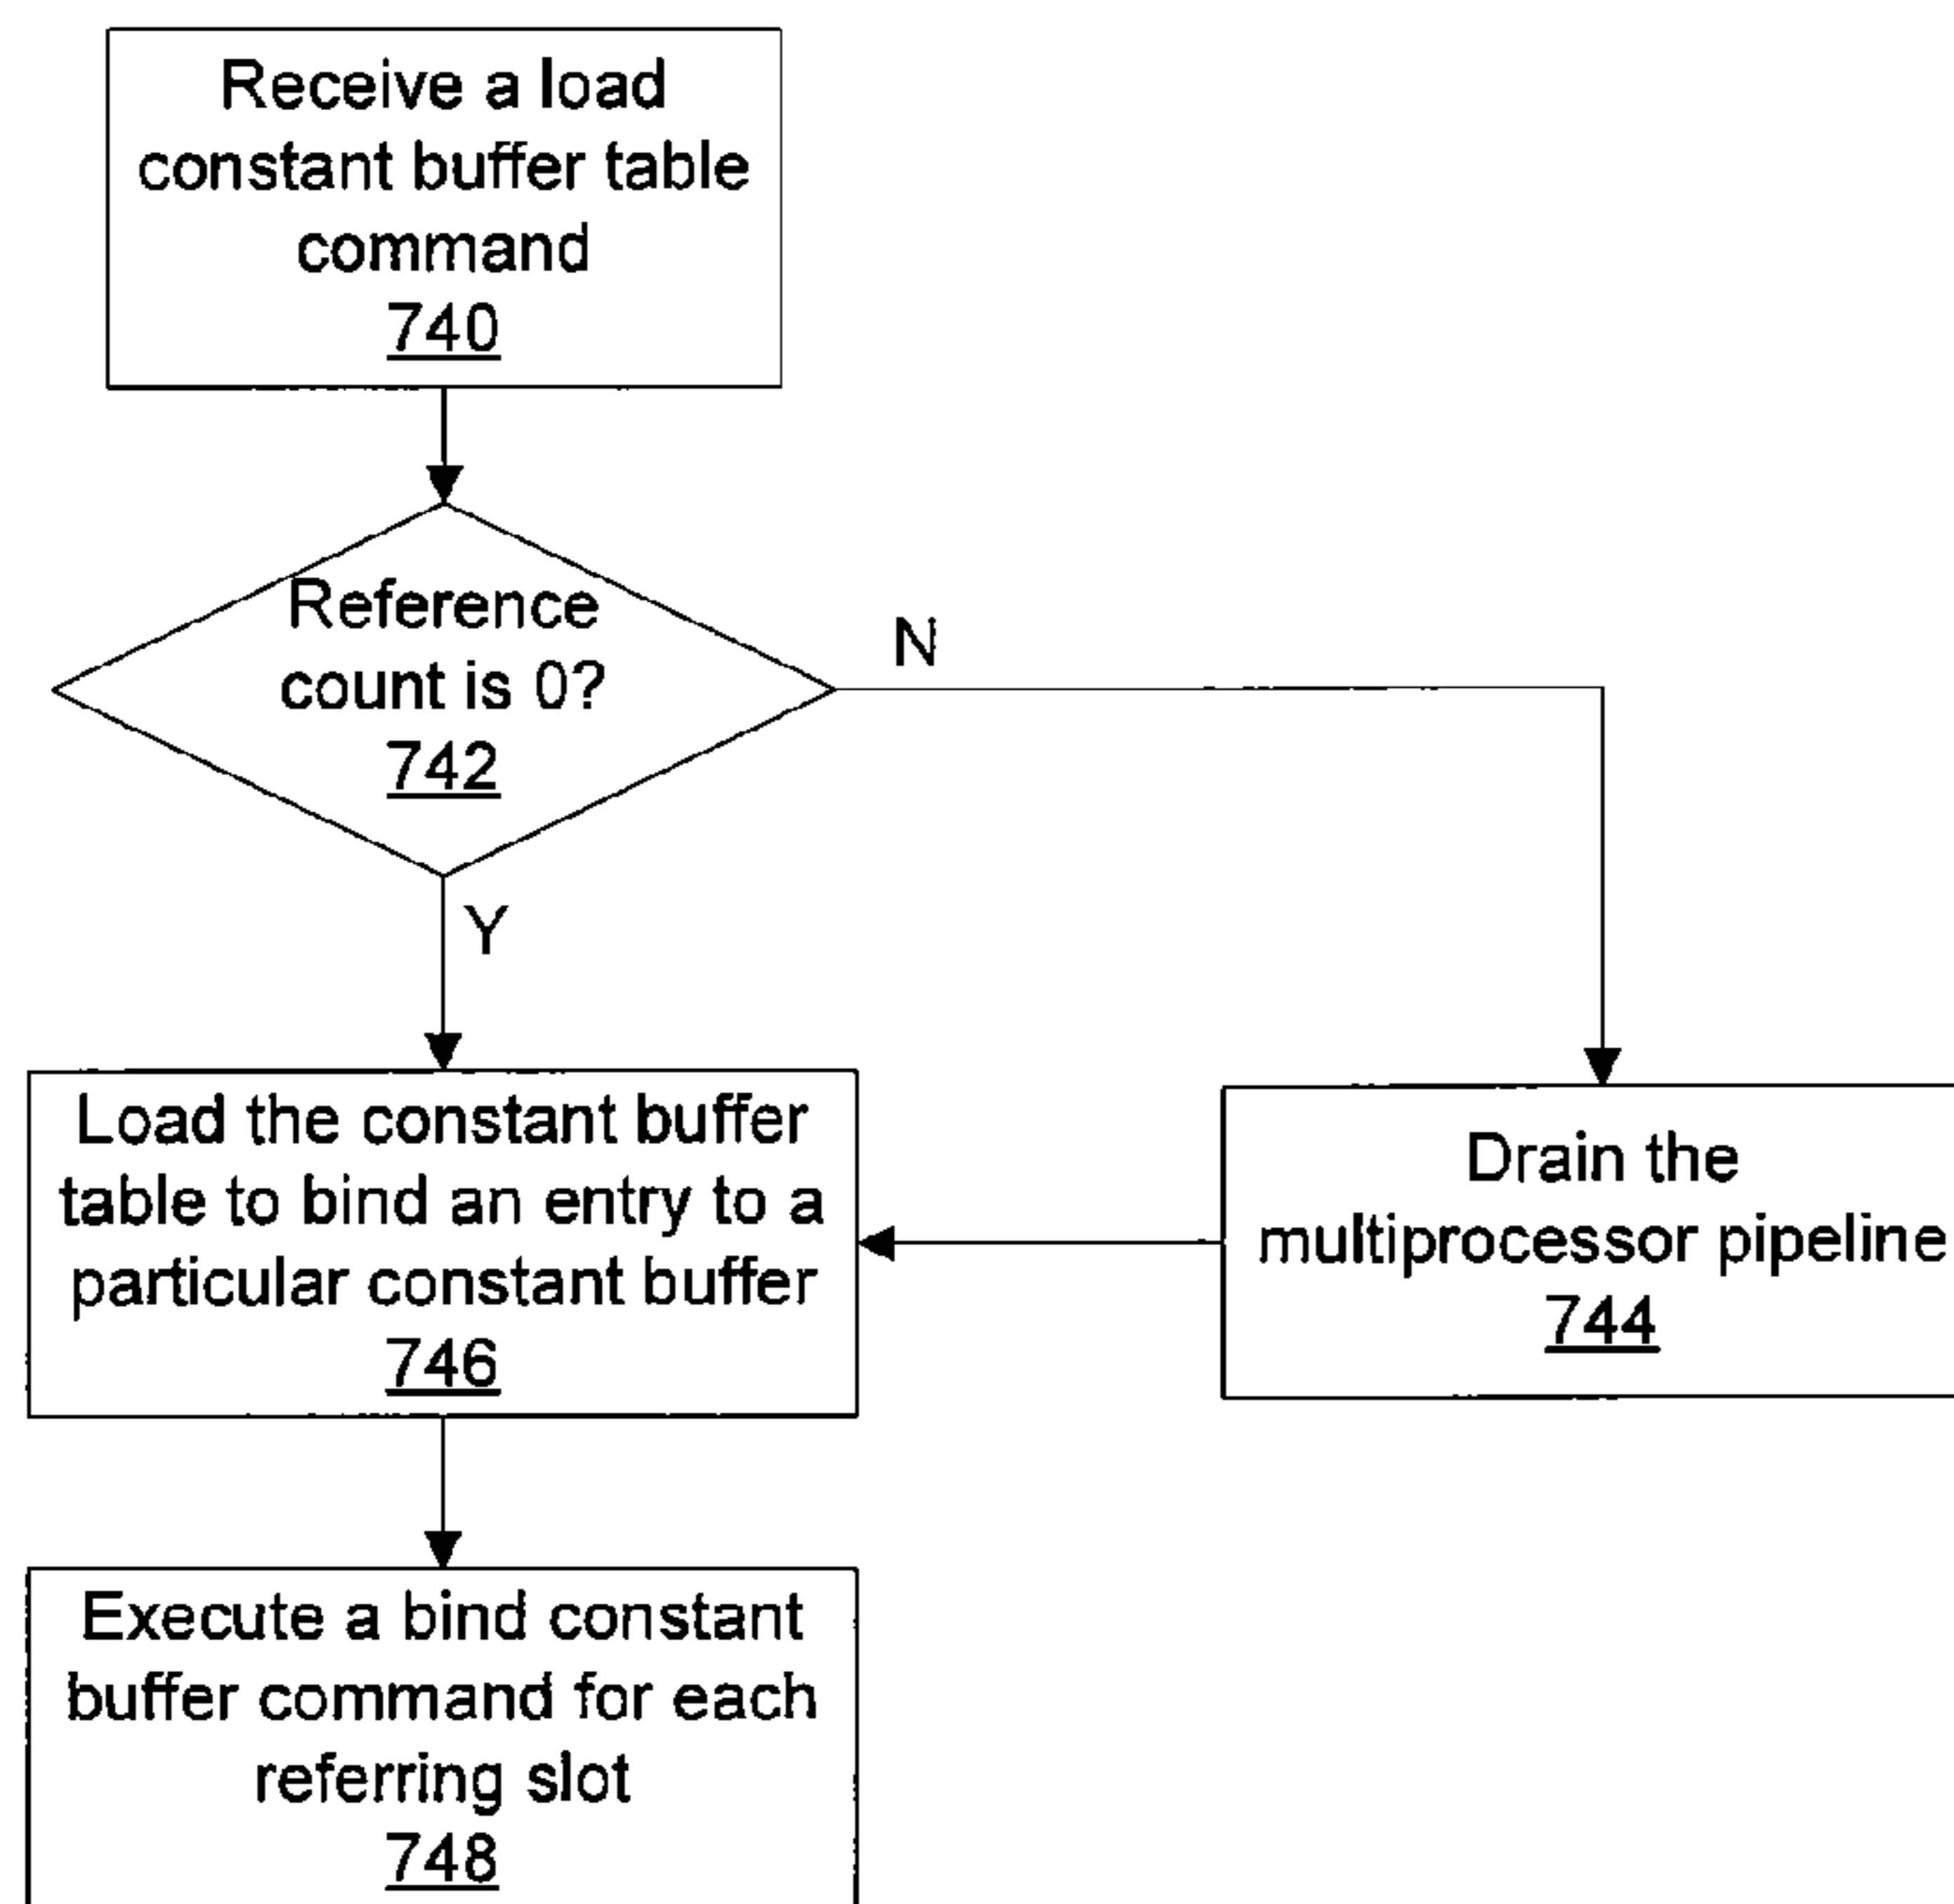 Receive a load
constant buffer table
command
740
Reference
count is 0?
742
N
Y
Load the constant buffer
table to bind an entry to a
particular constant buffer
746
Drain the
multiprocessor pipeline
744
Execute a bind constant
buffer command for each
referring slot
748